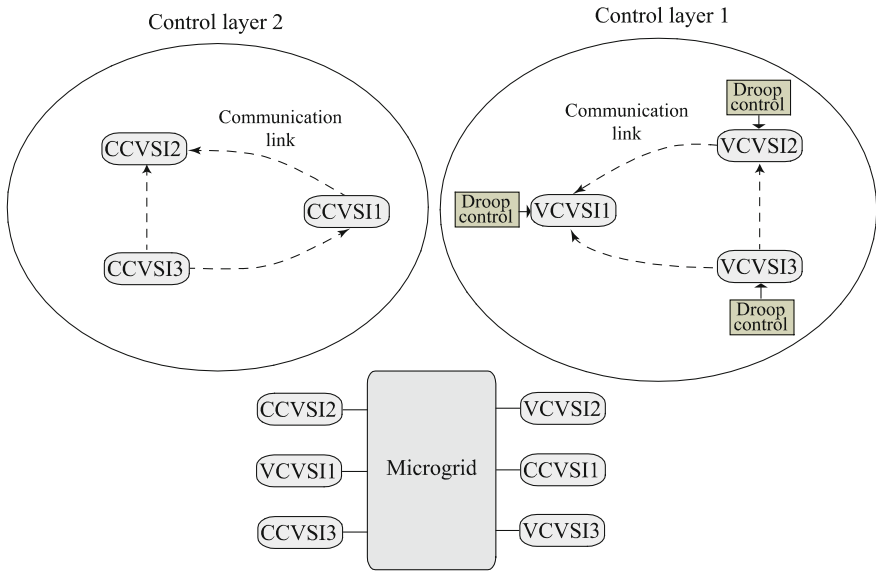 Control layer 2
Communication
link
CCVSI2
CCVSI1
CCVSI3
Control layer 1
Droop
control
Communication
link
VCVSI2
Droop
control
VCVSI1
VCVSI3
Droop
control
CCVSI2
VCVSI2
VCVSI1
Microgrid
CCVSI1
CCVSI3
VCVSI3